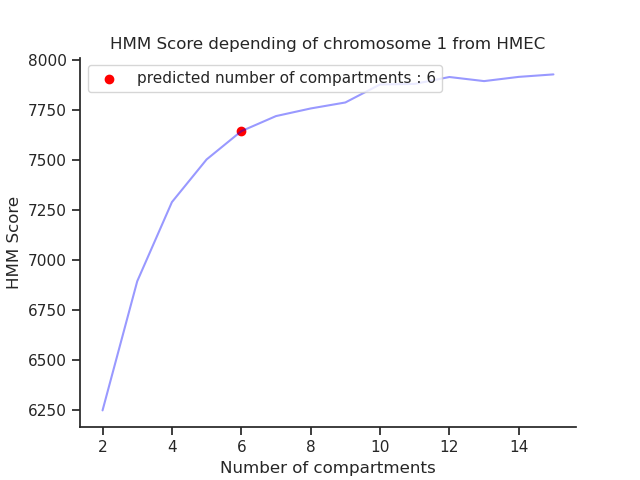 HMM Score depending of chromosome 1 from HMEC
predicted number of compartments : 6
8000
7750
7500
7250
7000
6750
6500
6250
HMM Score
2 4 6 8 10 12 14
Number of compartments